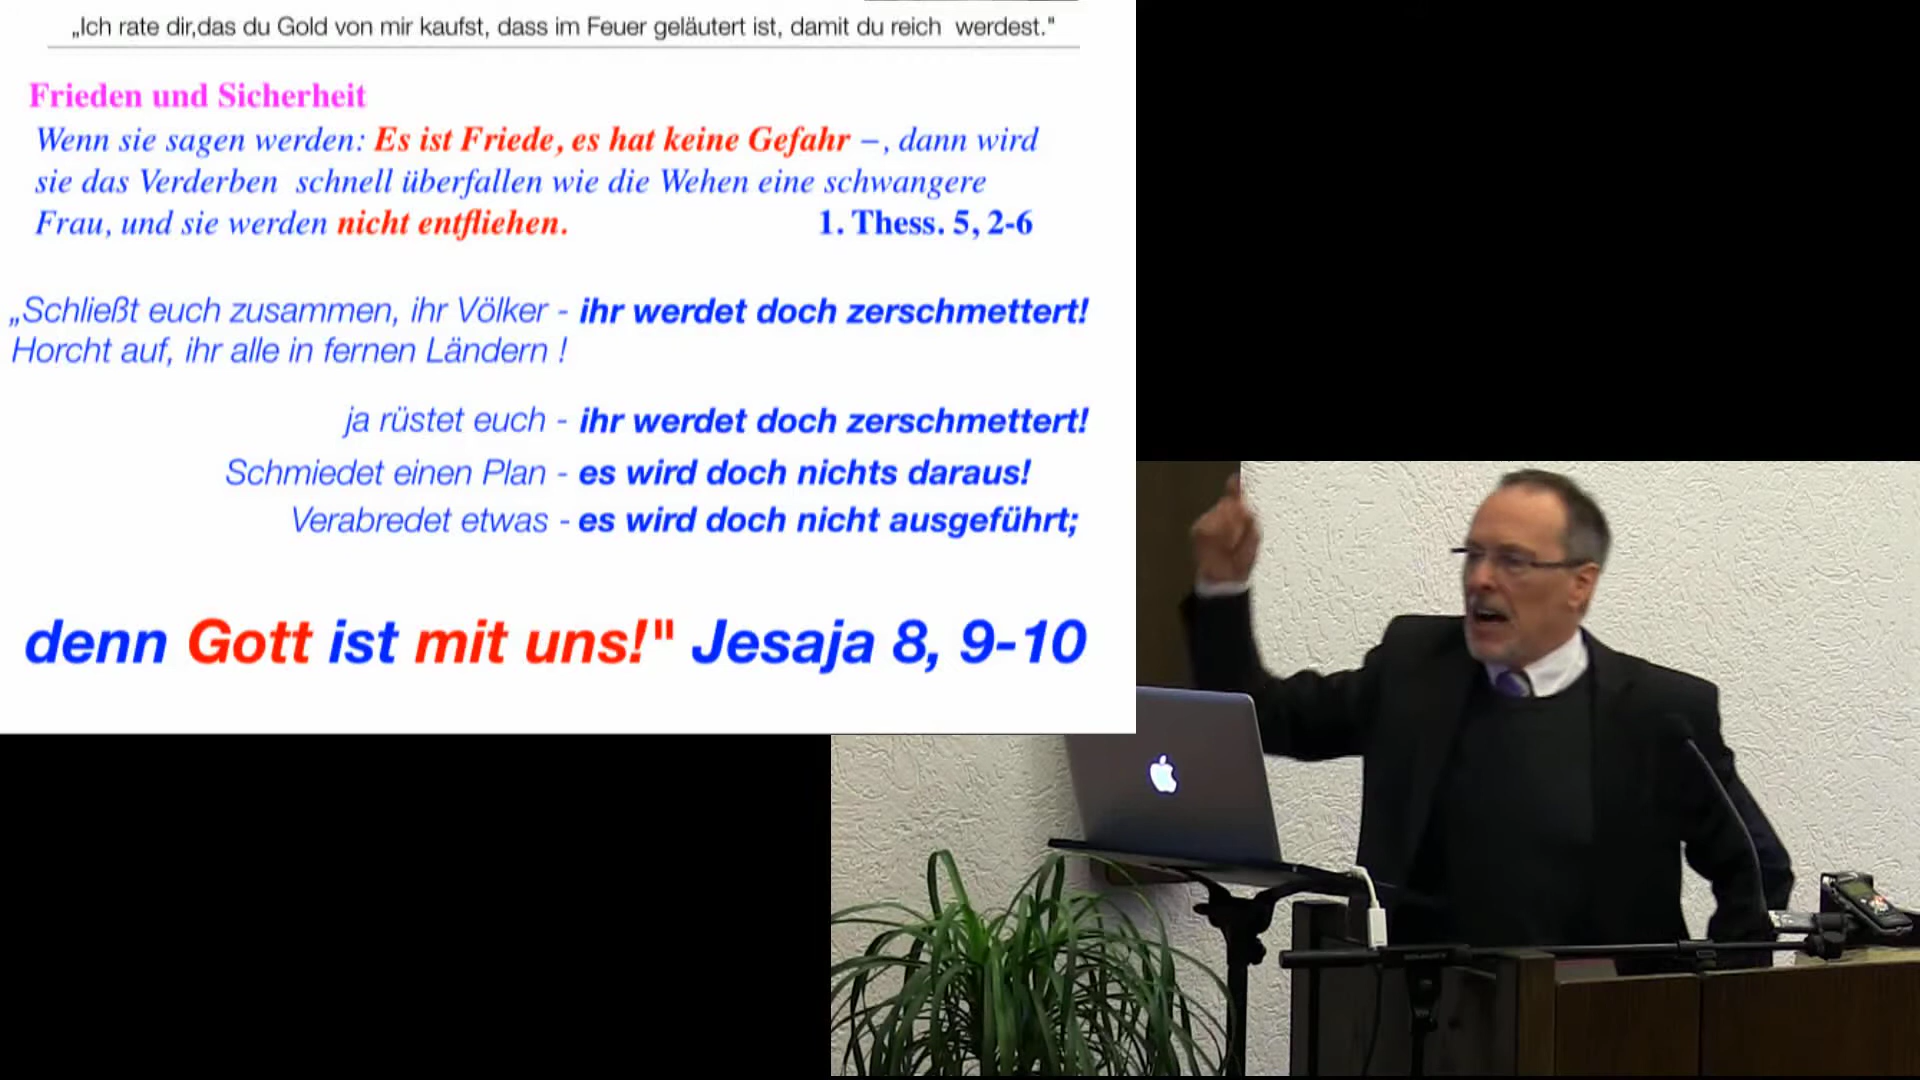 „Ich rate dir,das du Gold von mir kaufst, dass im Feuer geläutert ist, damit du reich werdest."
Frieden und Sicherheit
Wenn sie sagen werden: Es ist Friede, es hat keine Gefahr –, dann wird
sie das Verderben schnell überfallen wie die Wehen eine schwangere
Frau, und sie werden nicht entfliehen. 1. Thess. 5, 2-6
„Schließt euch zusammen, ihr Völker - ihr werdet doch zerschmettert!
Horcht auf, ihr alle in fernen Ländern !
ja rüstet euch - ihr werdet doch zerschmettert!
Schmiedet einen Plan - es wird doch nichts daraus!
Verabredet etwas - es wird doch nicht ausgeführt;
denn Gott ist mit uns!" Jesaja 8, 9-10